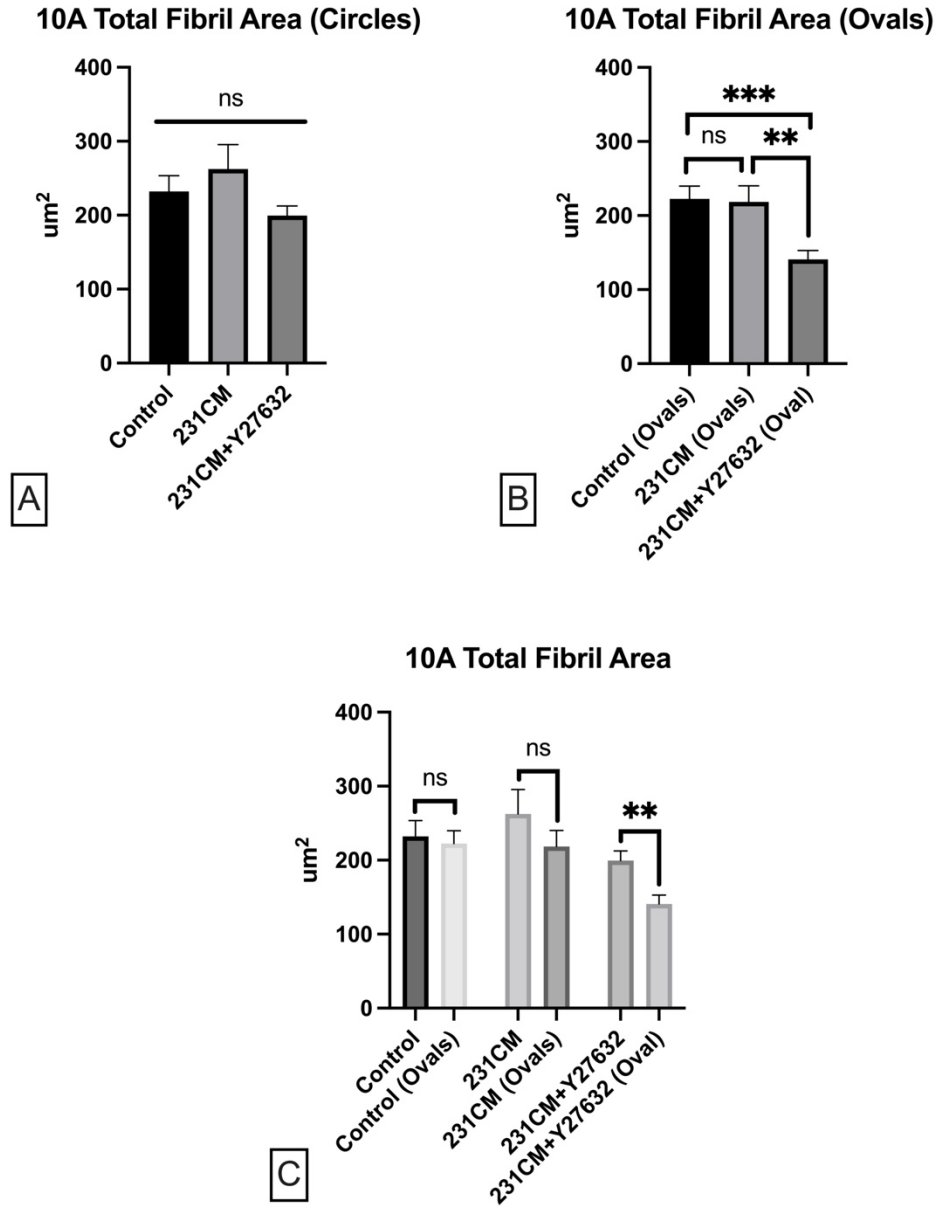 10A Total Fibril Area (Circles)
400
300
200
100
0
um²
ns
Control
231CM
231CM+Y27632
A
10A Total Fibril Area (Ovals)
400
300
200
100
0
um²
***
ns
**
Control (Ovals)
231CM (Ovals)
231CM+Y27632 (Oval)
B
10A Total Fibril Area
400
300
200
100
0
um²
ns
ns
**
Control
Control (Ovals)
231CM
231CM (Ovals)
231CM+Y27632
231CM+Y27632 (Oval)
C